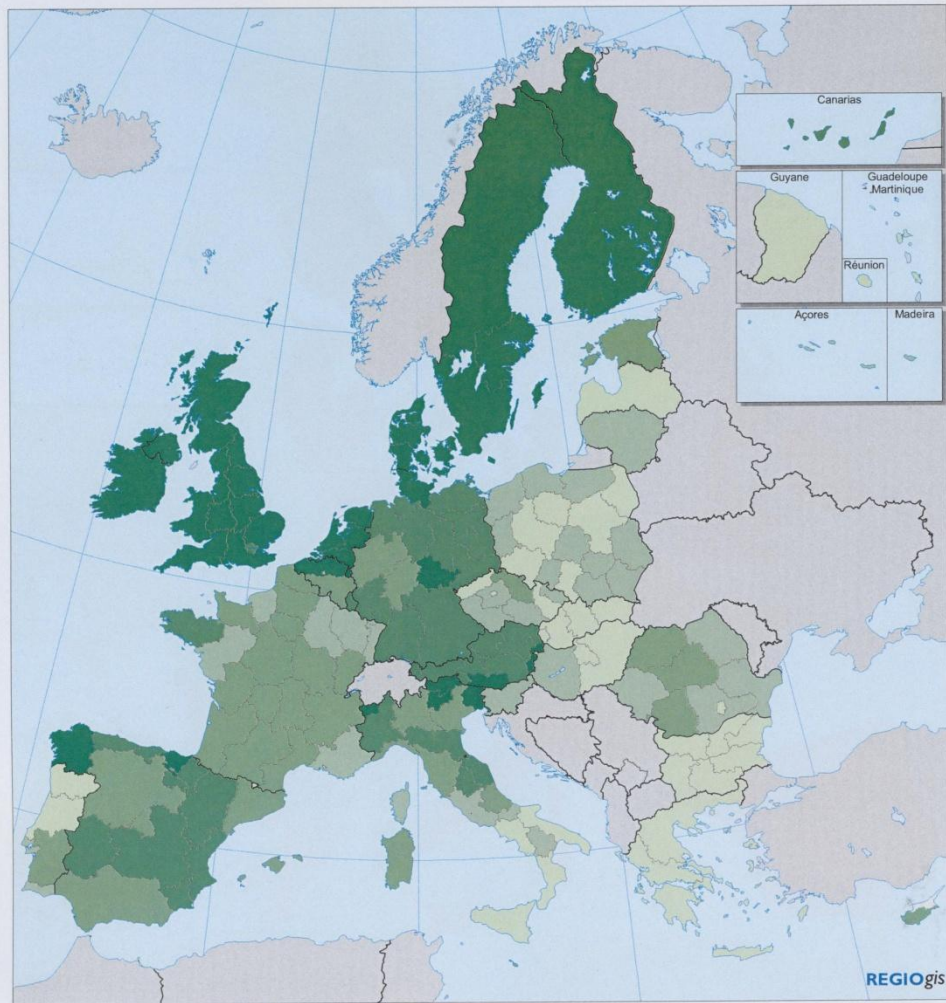 Canarias
Guyane
Guadeloupe
Martinique
Réunion
Açores
Madeira
REGIOgis